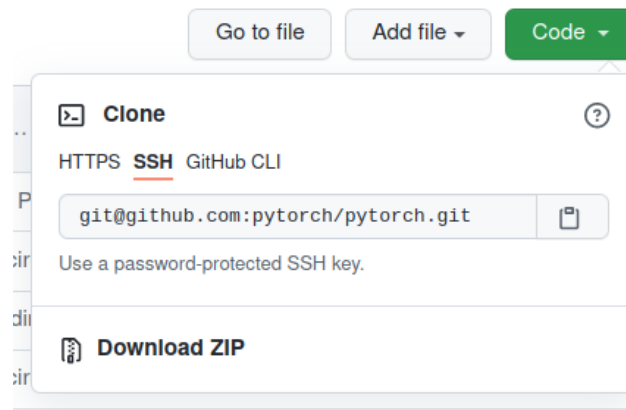 Go to file Add file Code
Clone
HTTPS SSH GitHub CLI
git@github.com:pytorch/pytorch.git
Use a password-protected SSH key.
Download ZIP